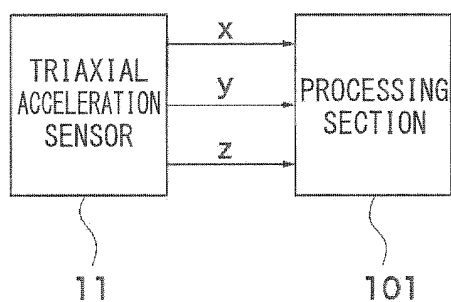 TRIAXIAL
ACCELERATION
SENSOR
x
y
z
PROCESSING
SECTION
11
101